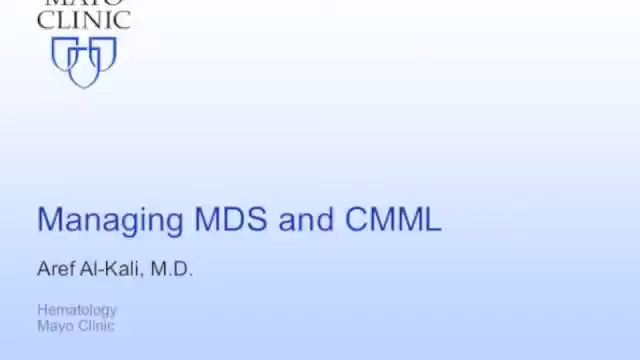 MAYO
CLINIC
Managing MDS and CMML
Aref Al-Kali, M.D.
Hematology
Mayo Clinic